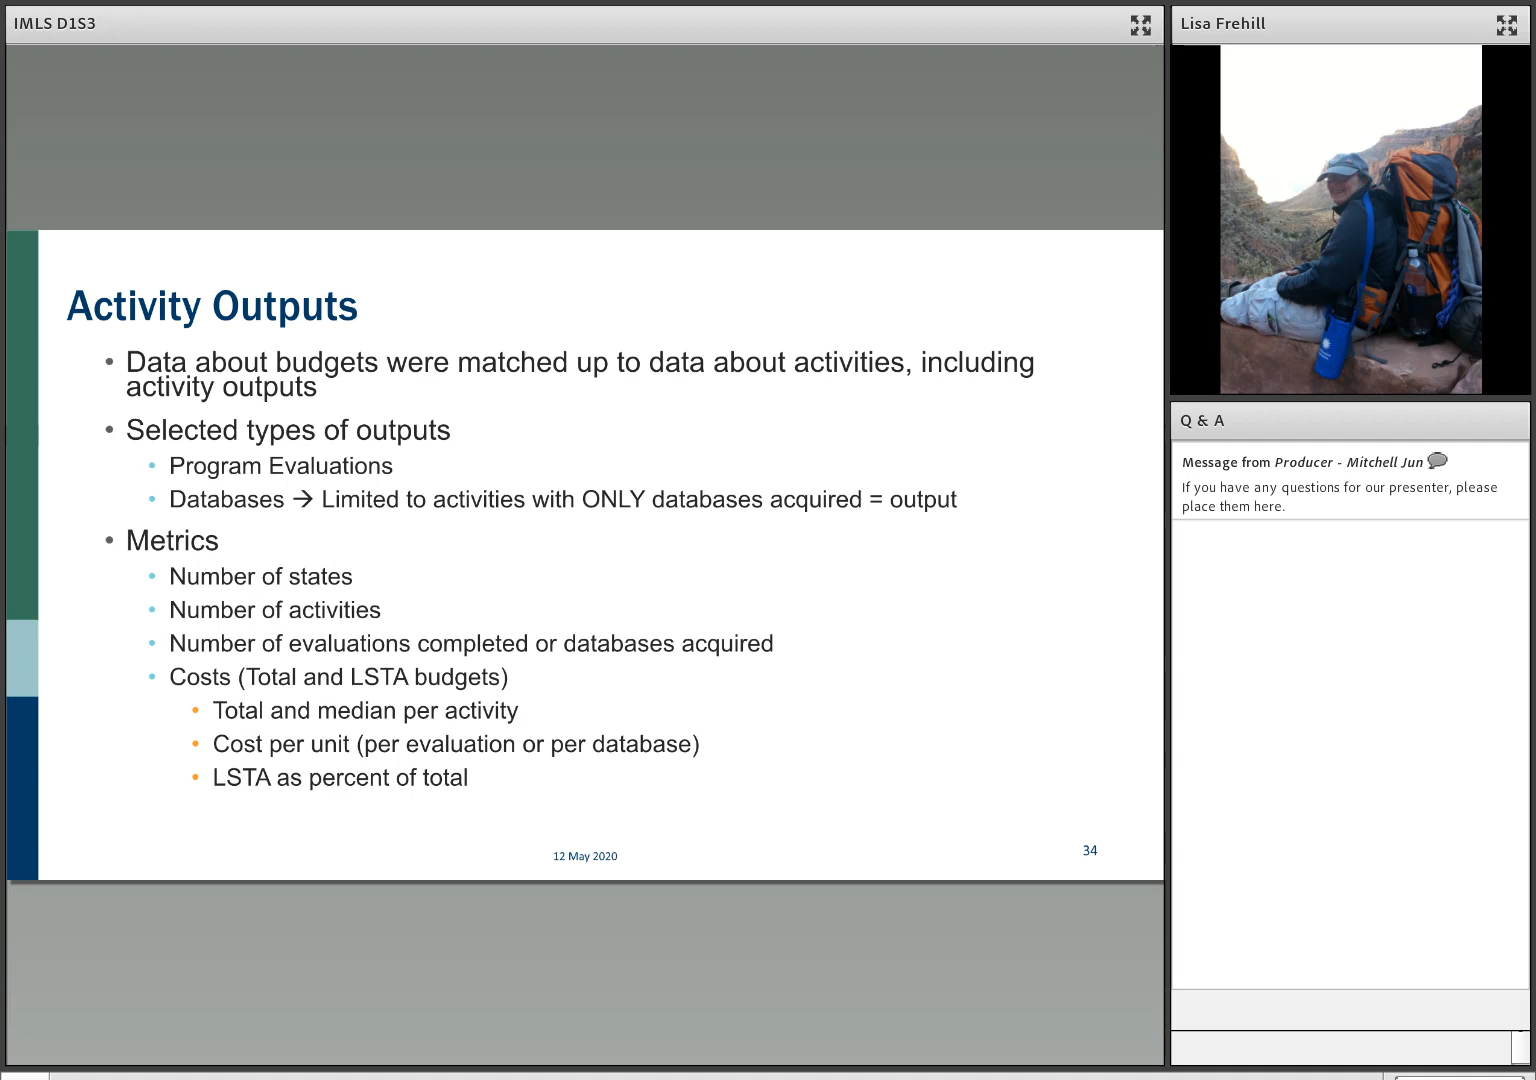 IMLS D1S3
Activity Outputs
• Data about budgets were matched up to data about activities, including
activity outputs
• Selected types of outputs
• Program Evaluations
• Databases → Limited to activities with ONLY databases acquired = output
• Metrics
• Number of states
• Number of activities
• Number of evaluations completed or databases acquired
• Costs (Total and LSTA budgets)
• Total and median per activity
• Cost per unit (per evaluation or per database)
• LSTA as percent of total
12 May 2020
34
Lisa Frehill
Q & A
Message from Producer - Mitchell Jun
If you have any questions for our presenter, please
place them here.